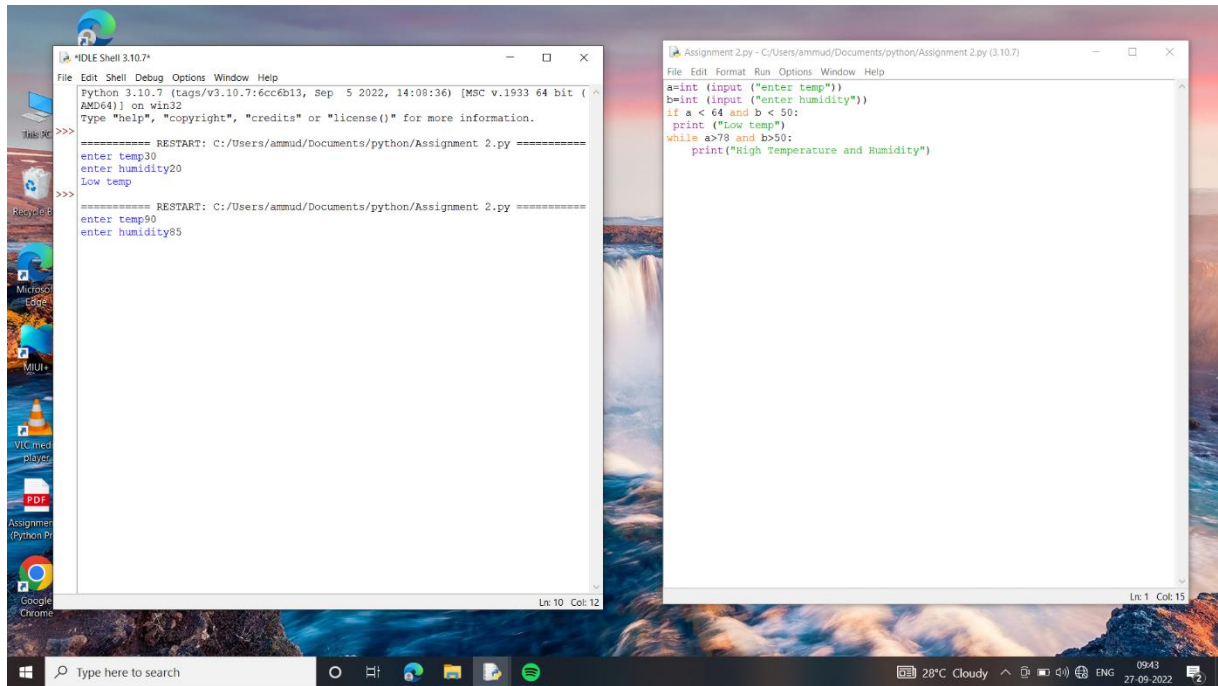 *IDLE Shell 3.10.7*
File Edit Shell Debug Options Window Help
Python 3.10.7 (tags/v3.10.7:6cc6b13, Sep 5 2022, 14:08:36) [MSC v.1933 64 bit (
AMD64)] on win32
Type "help", "copyright", "credits" or "license()" for more information.
>>>
=========== RESTART: C:/Users/ammud/Documents/python/Assignment 2.py ===========
enter temp30
enter humidity20
Low temp
>>>
=========== RESTART: C:/Users/ammud/Documents/python/Assignment 2.py ===========
enter temp90
enter humidity85
Ln: 10 Col: 12
Assignment 2.py - C:/Users/ammud/Documents/python/Assignment 2.py (3.10.7)
File Edit Format Run Options Window Help
a=int (input ("enter temp"))
b=int (input ("enter humidity"))
if a < 64 and b < 50:
 print ("Low temp")
while a>78 and b>50:
    print("High Temperature and Humidity")
Ln: 1 Col: 15
This PC
Recycle B
Microsof
Edge
MIUI+
VLC medi
player
PDF
Assignmen
(Python Pr
Google
Chrome
Type here to search
28°C Cloudy
ENG
09:43
27-09-2022
2